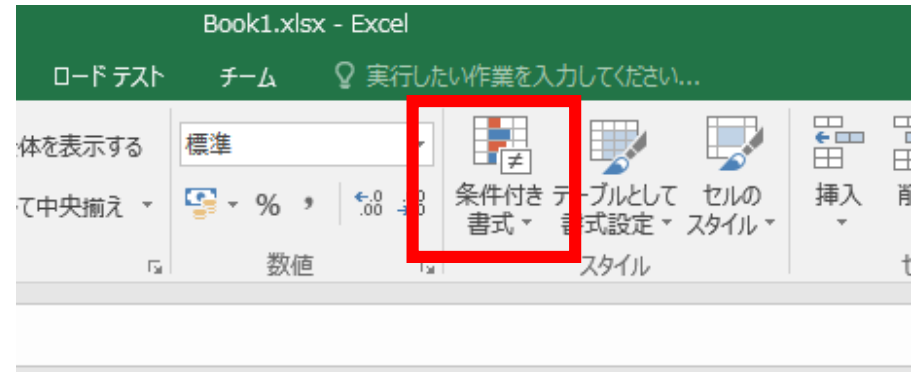 Book1.xlsx - Excel
ロード テスト チーム 実行したい作業を入力してください...
体を表示する 標準
て中央揃え % , .00
条件付き書式 テーブルとして書式設定 セルのスタイル 挿入
数値 スタイル